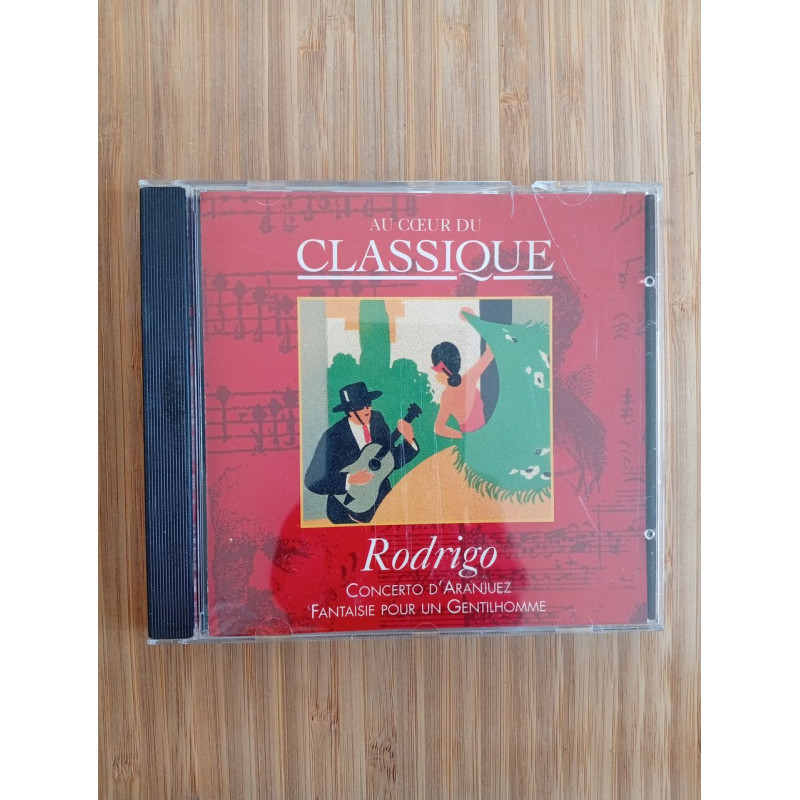 AU CŒUR DU
CLASSIQUE
Rodrigo
CONCERTO D'ARANJUEZ
FANTAISIE POUR UN GENTILHOMME